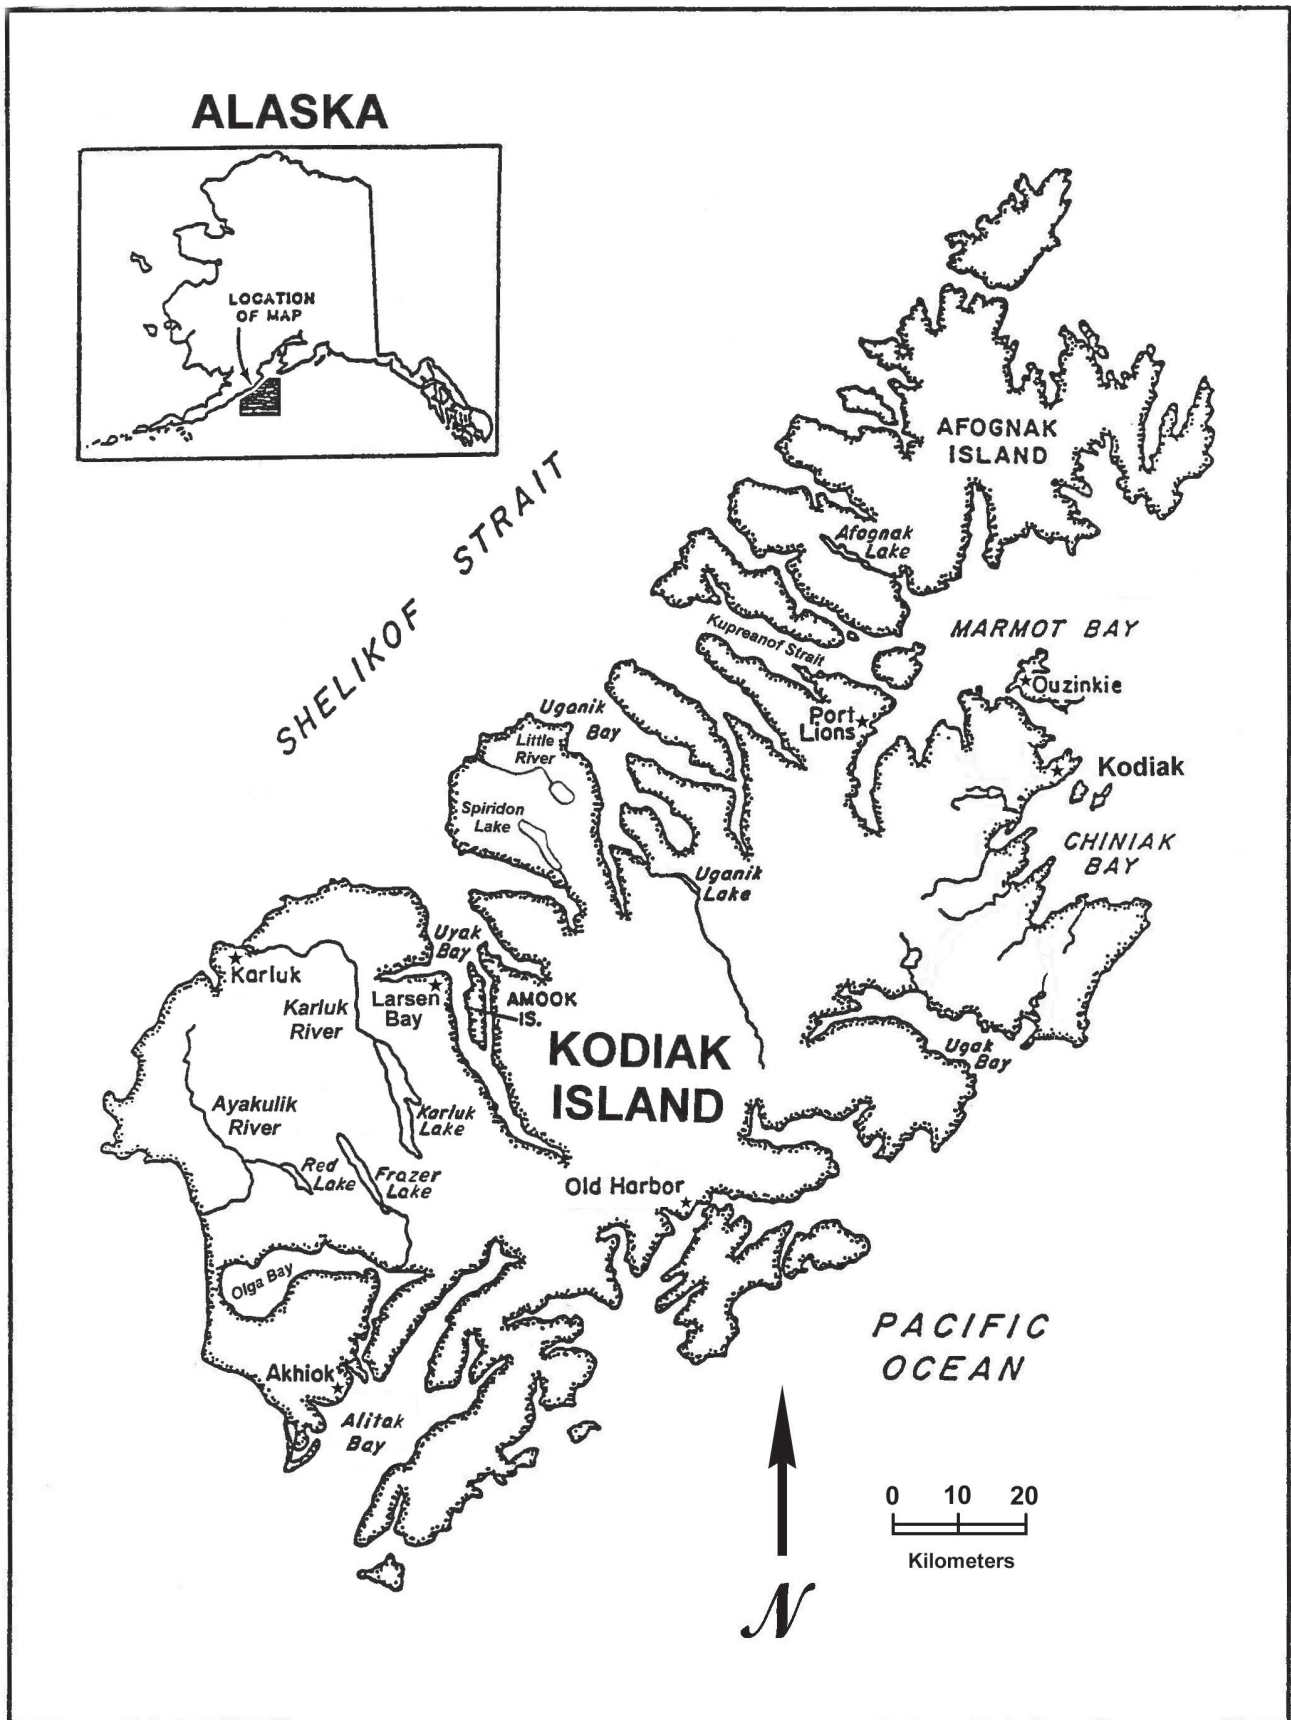 ALASKA
LOCATION
OF MAP
SHELIKOF STRAIT
AFOGNAK
ISLAND
Afognak
Lake
MARMOT BAY
Kupreanof Strait
Ouzinkie
Port
Lions
Uganik
Bay
Little
River
Kodiak
Spiridon
Lake
CHINIAK
BAY
Uganik
Lake
Uyak
Bay
Karluk
Larsen
Bay
AMOOK
IS.
Karluk
River
KODIAK
ISLAND
Ugak
Bay
Ayakulik
River
Karluk
Lake
Red
Lake
Frazer
Lake
Old Harbor
Olga Bay
Akhiok
Alitak
Bay
PACIFIC
OCEAN
0 10 20
Kilometers
N